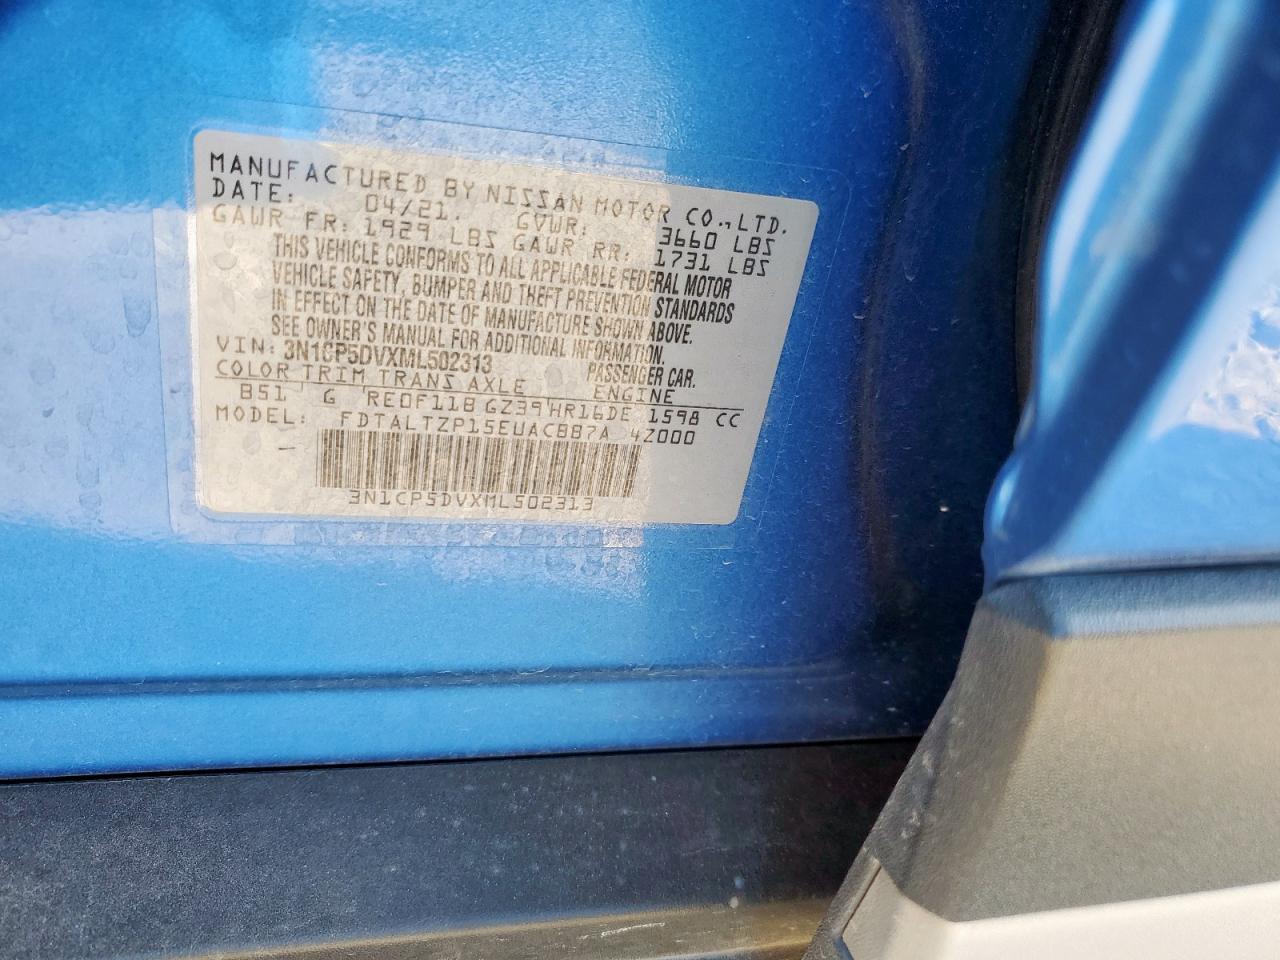 MANUFACTURED BY NISSAN MOTOR CO., LTD.
DATE: 04/21. GVWR: 3660 LBS
GAWR FR: 1929 LBS GAWR RR: 1731 LBS
THIS VEHICLE CONFORMS TO ALL APPLICABLE FEDERAL MOTOR
VEHICLE SAFETY, BUMPER AND THEFT PREVENTION STANDARDS
IN EFFECT ON THE DATE OF MANUFACTURE SHOWN ABOVE.
SEE OWNER'S MANUAL FOR ADDITIONAL INFORMATION.
VIN: 3N1CP5DVXML502313 PASSENGER CAR.
COLOR TRIM TRANS AXLE ENGINE
B51 G RE0F11B GZ39 HR16DE 1598 CC
MODEL: FDTALTZP15EUACBB7A 42000
–
3N1CP5DVXML502313